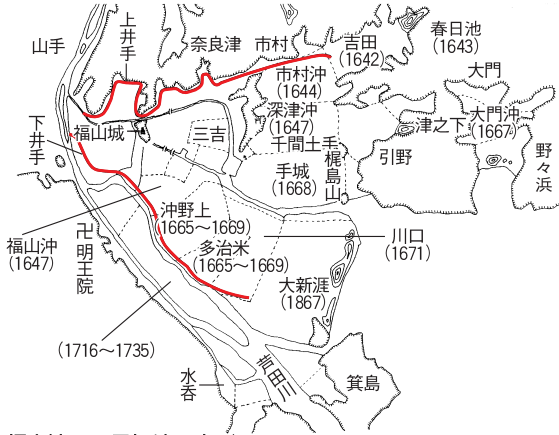 上井手
山手
奈良津
市村
吉田
(1642)
春日池
(1643)
市村沖
(1644)
大門
深津沖
(1647)
下井手
福山城
三吉
千間土手
津之下
大門沖
(1667)
手城
(1668)
梶島山
引野
野々浜
沖野上
(1665~1669)
福山沖
(1647)
卍明王院
多治米
(1665~1669)
川口
(1671)
大新涯
(1867)
(1716~1735)
芦田川
水呑
箕島